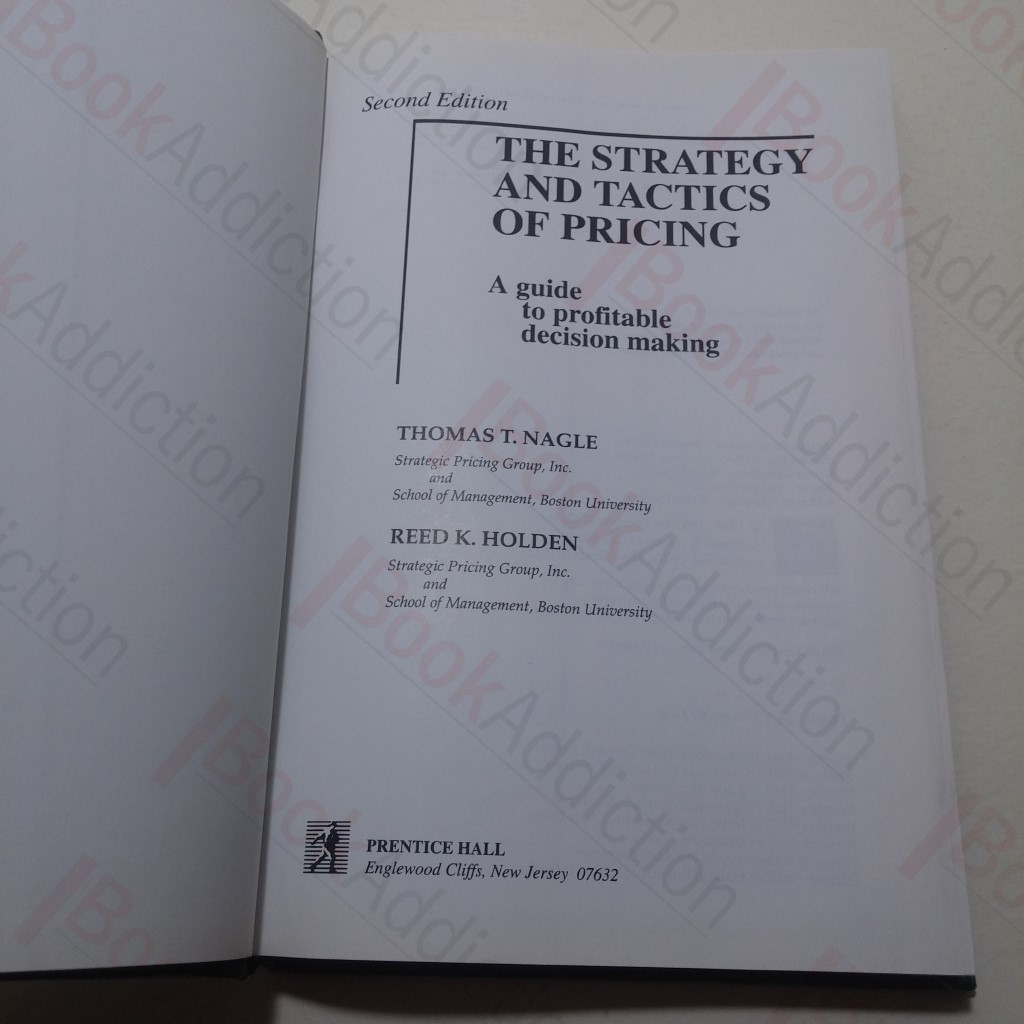 Second Edition
THE STRATEGY
AND TACTICS
OF PRICING
A guide
to profitable
decision making
THOMAS T. NAGLE
Strategic Pricing Group, Inc.
and
School of Management, Boston University
REED K. HOLDEN
Strategic Pricing Group, Inc.
and
School of Management, Boston University
PRENTICE HALL
Englewood Cliffs, New Jersey 07632
BookAddiction